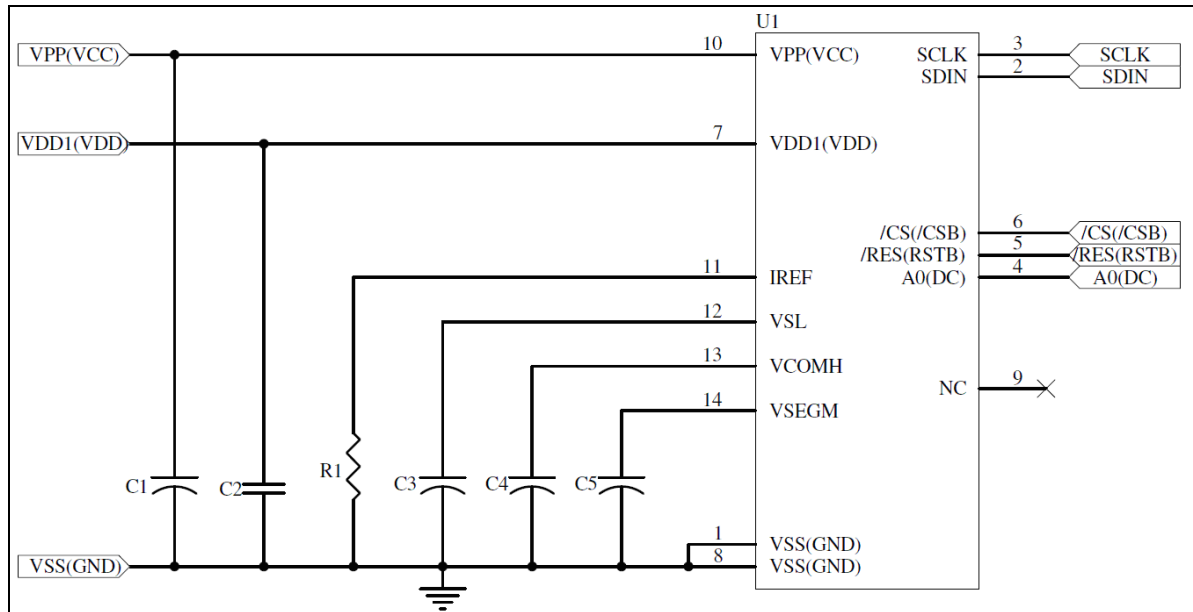 U1
VPP(VCC) 10 VPP(VCC) SCLK 3 SCLK
SDIN 2 SDIN
VDD1(VDD) 7 VDD1(VDD)
/CS(/CSB) 6 /CS(/CSB)
/RES(RSTB) 5 /RES(RSTB)
11 IREF A0(DC) 4 A0(DC)
12 VSL
13 VCOMH
NC 9
14 VSEGM
C1 C2 R1 C3 C4 C5
1 VSS(GND)
VSS(GND) 8 VSS(GND)